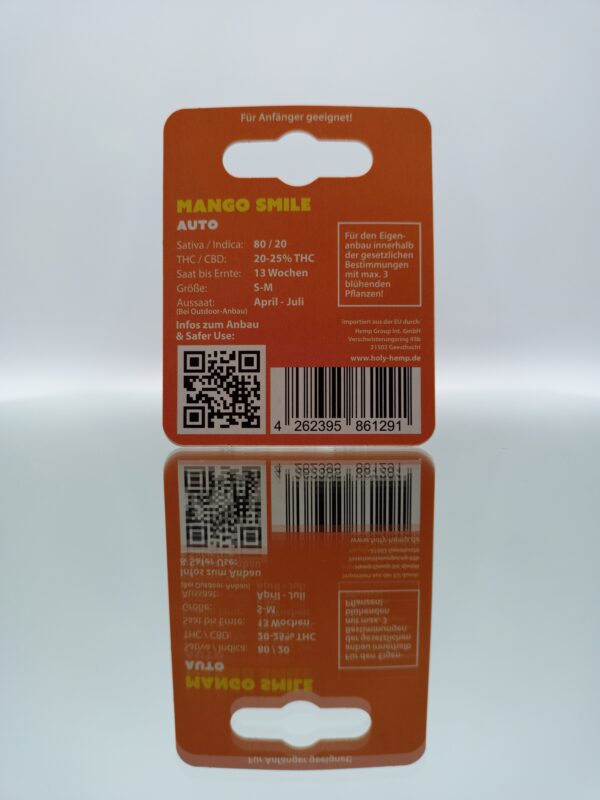 Für Anfänger geeignet!
MANGO SMILE
AUTO
Sativa / Indica: 80 / 20
THC / CBD: 20-25% THC
Saat bis Ernte: 13 Wochen
Größe: S-M
Aussaat: April - Juli
(Bei Outdoor-Anbau)
Infos zum Anbau
& Safer Use:
Für den Eigen-
anbau innerhalb
der gesetzlichen
Bestimmungen
mit max. 3
blühenden
Pflanzen!
importiert aus der EU durch:
Hemp Group Int. GmbH
Verschwisterungsring 93b
21502 Geesthacht
www.holy-hemp.de
4 262395 861291